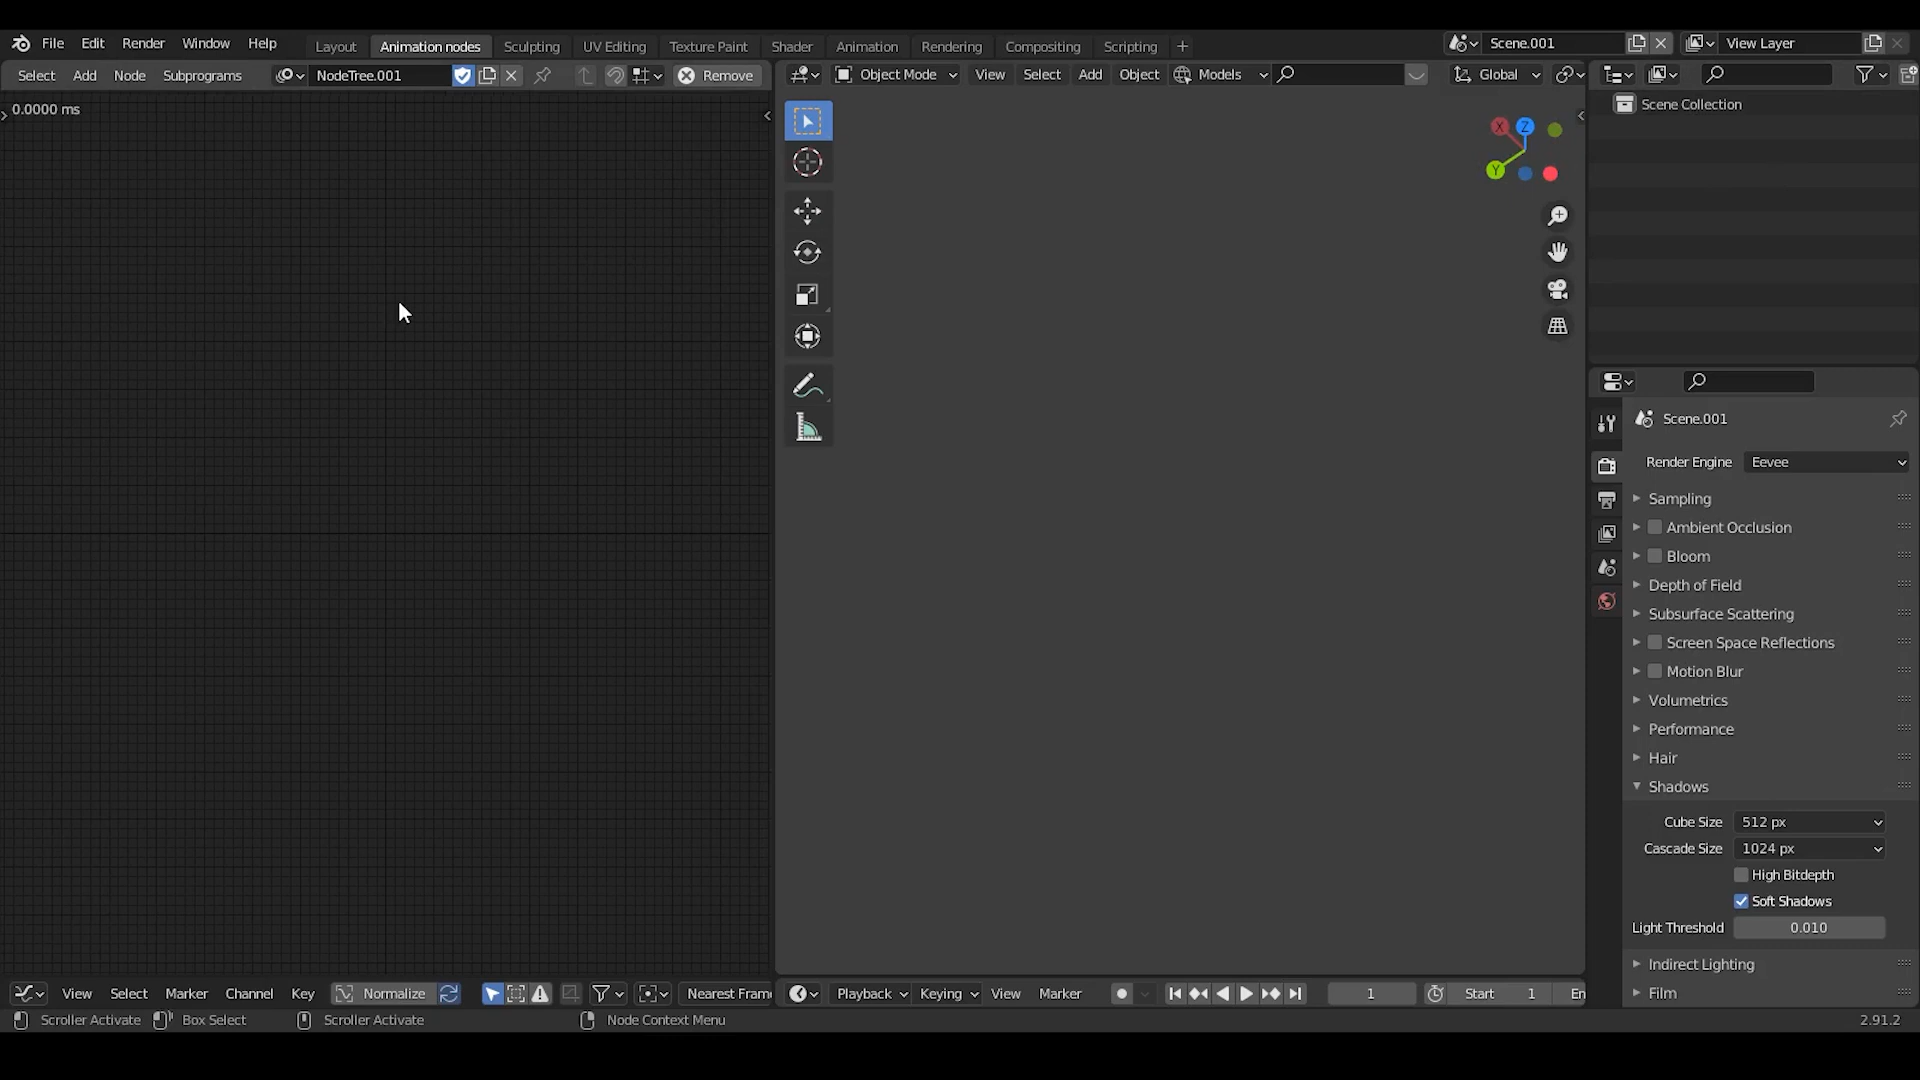 File Edit Render Window Help Layout Animation nodes Sculpting UV Editing Texture Paint Shader Animation Rendering Compositing Scripting Scene.001 View Layer
Select Add Node Subprograms NodeTree.001 Remove Object Mode View Select Add Object Models Global
0.0000 ms
Scene Collection
X Z
Y
Scene.001
Render Engine Eevee
Sampling
Ambient Occlusion
Bloom
Depth of Field
Subsurface Scattering
Screen Space Reflections
Motion Blur
Volumetrics
Performance
Hair
Shadows
Cube Size 512 px
Cascade Size 1024 px
High Bitdepth
Soft Shadows
Light Threshold 0.010
Indirect Lighting
Film
View Select Marker Channel Key Normalize Nearest Fram Playback Keying View Marker 1 Start 1 En
Scroller Activate Box Select Scroller Activate Node Context Menu 2.91.2